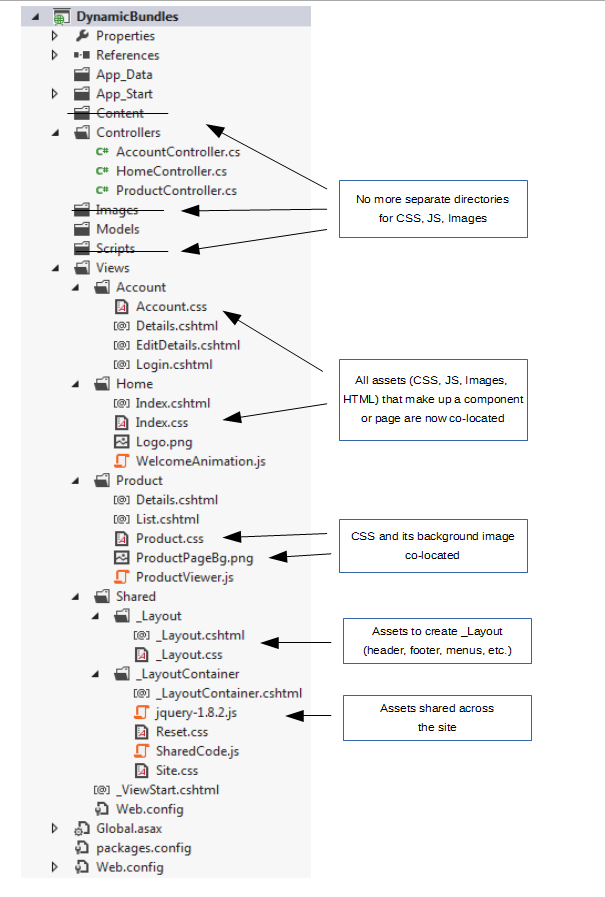 DynamicBundles
Properties
References
App_Data
App_Start
Content
Controllers
C# AccountController.cs
C# HomeController.cs
C# ProductController.cs
Images
Models
Scripts
Views
Account
Account.css
[@] Details.cshtml
[@] EditDetails.cshtml
[@] Login.cshtml
Home
[@] Index.cshtml
Index.css
Logo.png
WelcomeAnimation.js
Product
[@] Details.cshtml
[@] List.cshtml
Product.css
ProductPageBg.png
ProductViewer.js
Shared
_Layout
[@] _Layout.cshtml
_Layout.css
_LayoutContainer
[@] _LayoutContainer.cshtml
jquery-1.8.2.js
Reset.css
SharedCode.js
Site.css
[@] _ViewStart.cshtml
Web.config
Global.asax
packages.config
Web.config
No more separate directories
for CSS, JS, Images
All assets (CSS, JS, Images,
HTML) that make up a component
or page are now co-located
CSS and its background image
co-located
Assets to create _Layout
(header, footer, menus, etc.)
Assets shared across
the site